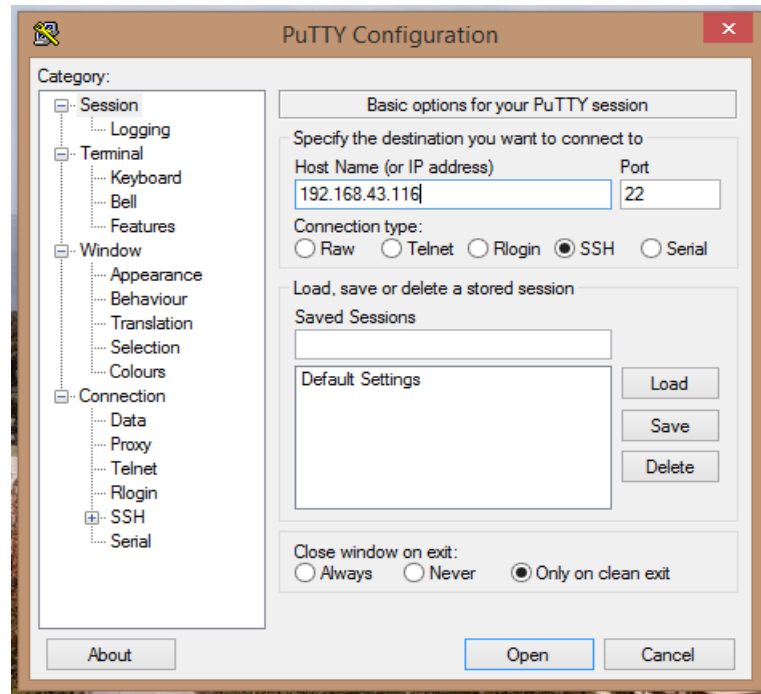 PuTTY Configuration
Category:
Session
Logging
Terminal
Keyboard
Bell
Features
Window
Appearance
Behaviour
Translation
Selection
Colours
Connection
Data
Proxy
Telnet
Rlogin
SSH
Serial
Basic options for your PuTTY session
Specify the destination you want to connect to
Host Name (or IP address) Port
192.168.43.116 22
Connection type:
Raw Telnet Rlogin SSH Serial
Load, save or delete a stored session
Saved Sessions
Default Settings
Load
Save
Delete
Close window on exit:
Always Never Only on clean exit
About Open Cancel